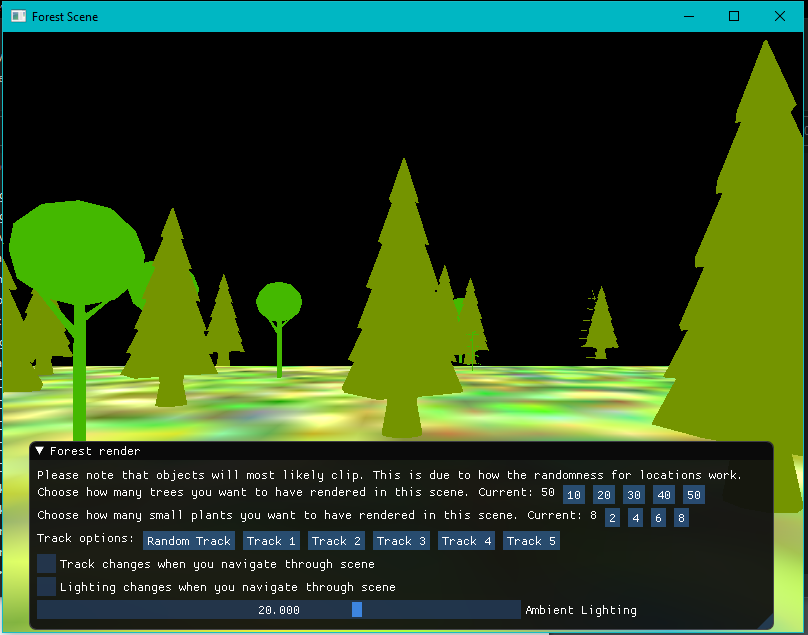 Forest Scene
▼ Forest render
Please note that objects will most likely clip. This is due to how the randomness for locations work.
Choose how many trees you want to have rendered in this scene. Current: 50 10 20 30 40 50
Choose how many small plants you want to have rendered in this scene. Current: 8 2 4 6 8
Track options: Random Track Track 1 Track 2 Track 3 Track 4 Track 5
Track changes when you navigate through scene
Lighting changes when you navigate through scene
20.000 Ambient Lighting